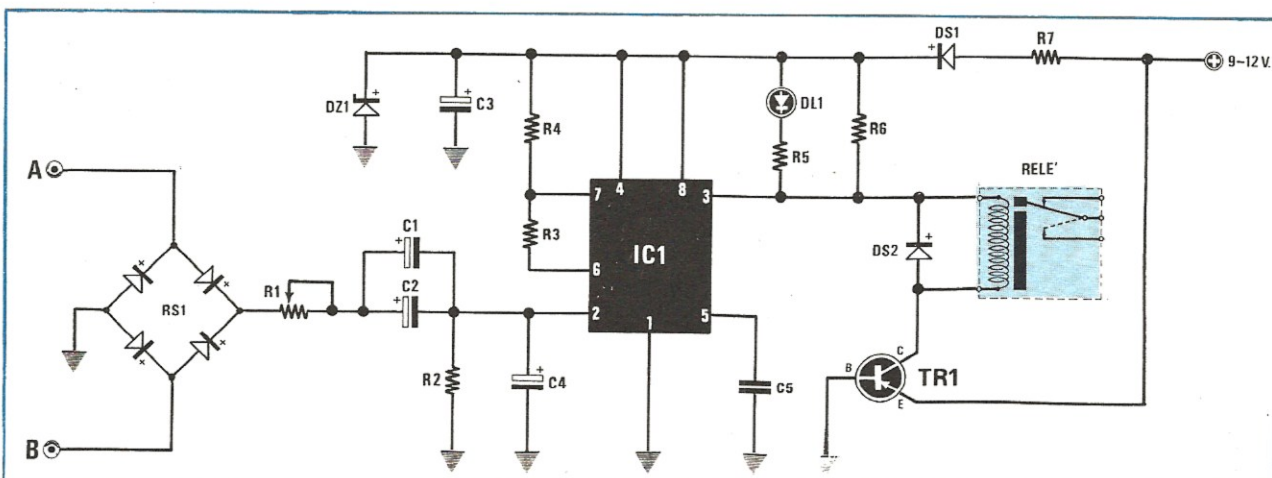 DS1
R7
9~12 V.
DZ1
C3
R4
DL1
R6
R5
RELE'
A
7
4
8
3
C1
R3
DS2
R1
C2
6
IC1
RS1
2
1
5
R2
C4
C5
C
B
TR1
E
B